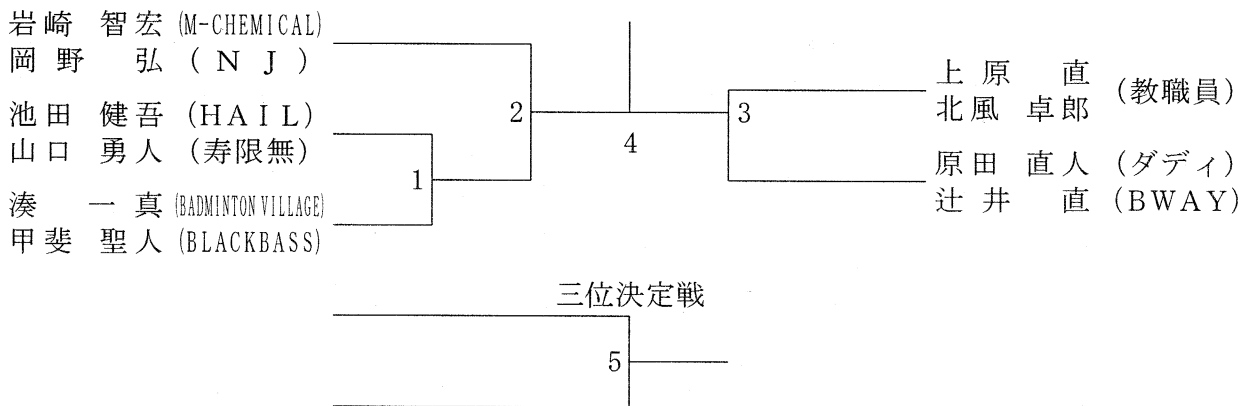 岩崎 智宏 (M-CHEMICAL)
岡野 弘 (NJ)
池田 健吾 (HAIL)
山口 勇人 (寿限無)
湊 一真 (BADMINTON VILLAGE)
甲斐 聖人 (BLACKBASS)
1
2
4
3
上原 直
北風 卓郎
(教職員)
原田 直人 (ダディ)
辻井 直 (BWAY)
三位決定戦
5